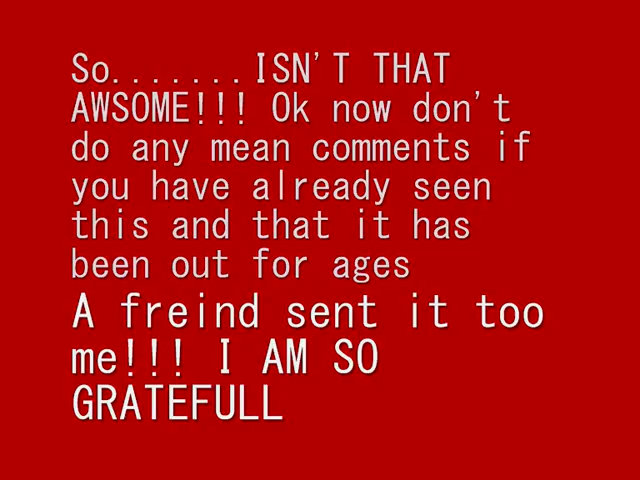 So.......ISN'T THAT
AWSOME!!! Ok now don't
do any mean comments if
you have already seen
this and that it has
been out for ages
A freind sent it too
me!!! I AM SO
GRATEFULL